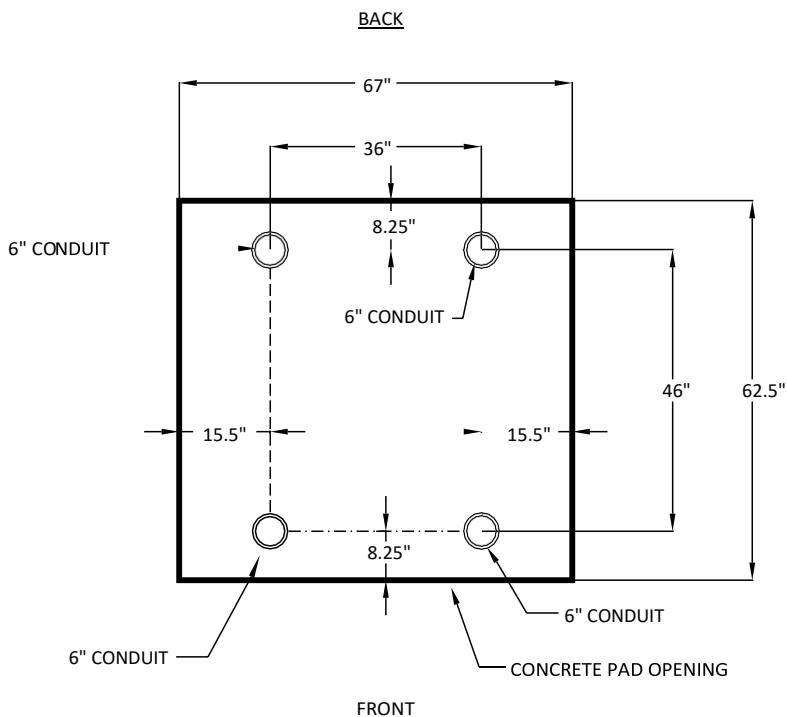 BACK
67"
36"
8.25"
6" CONDUIT
6" CONDUIT
46"
62.5"
15.5"
15.5"
8.25"
6" CONDUIT
6" CONDUIT
CONCRETE PAD OPENING
FRONT